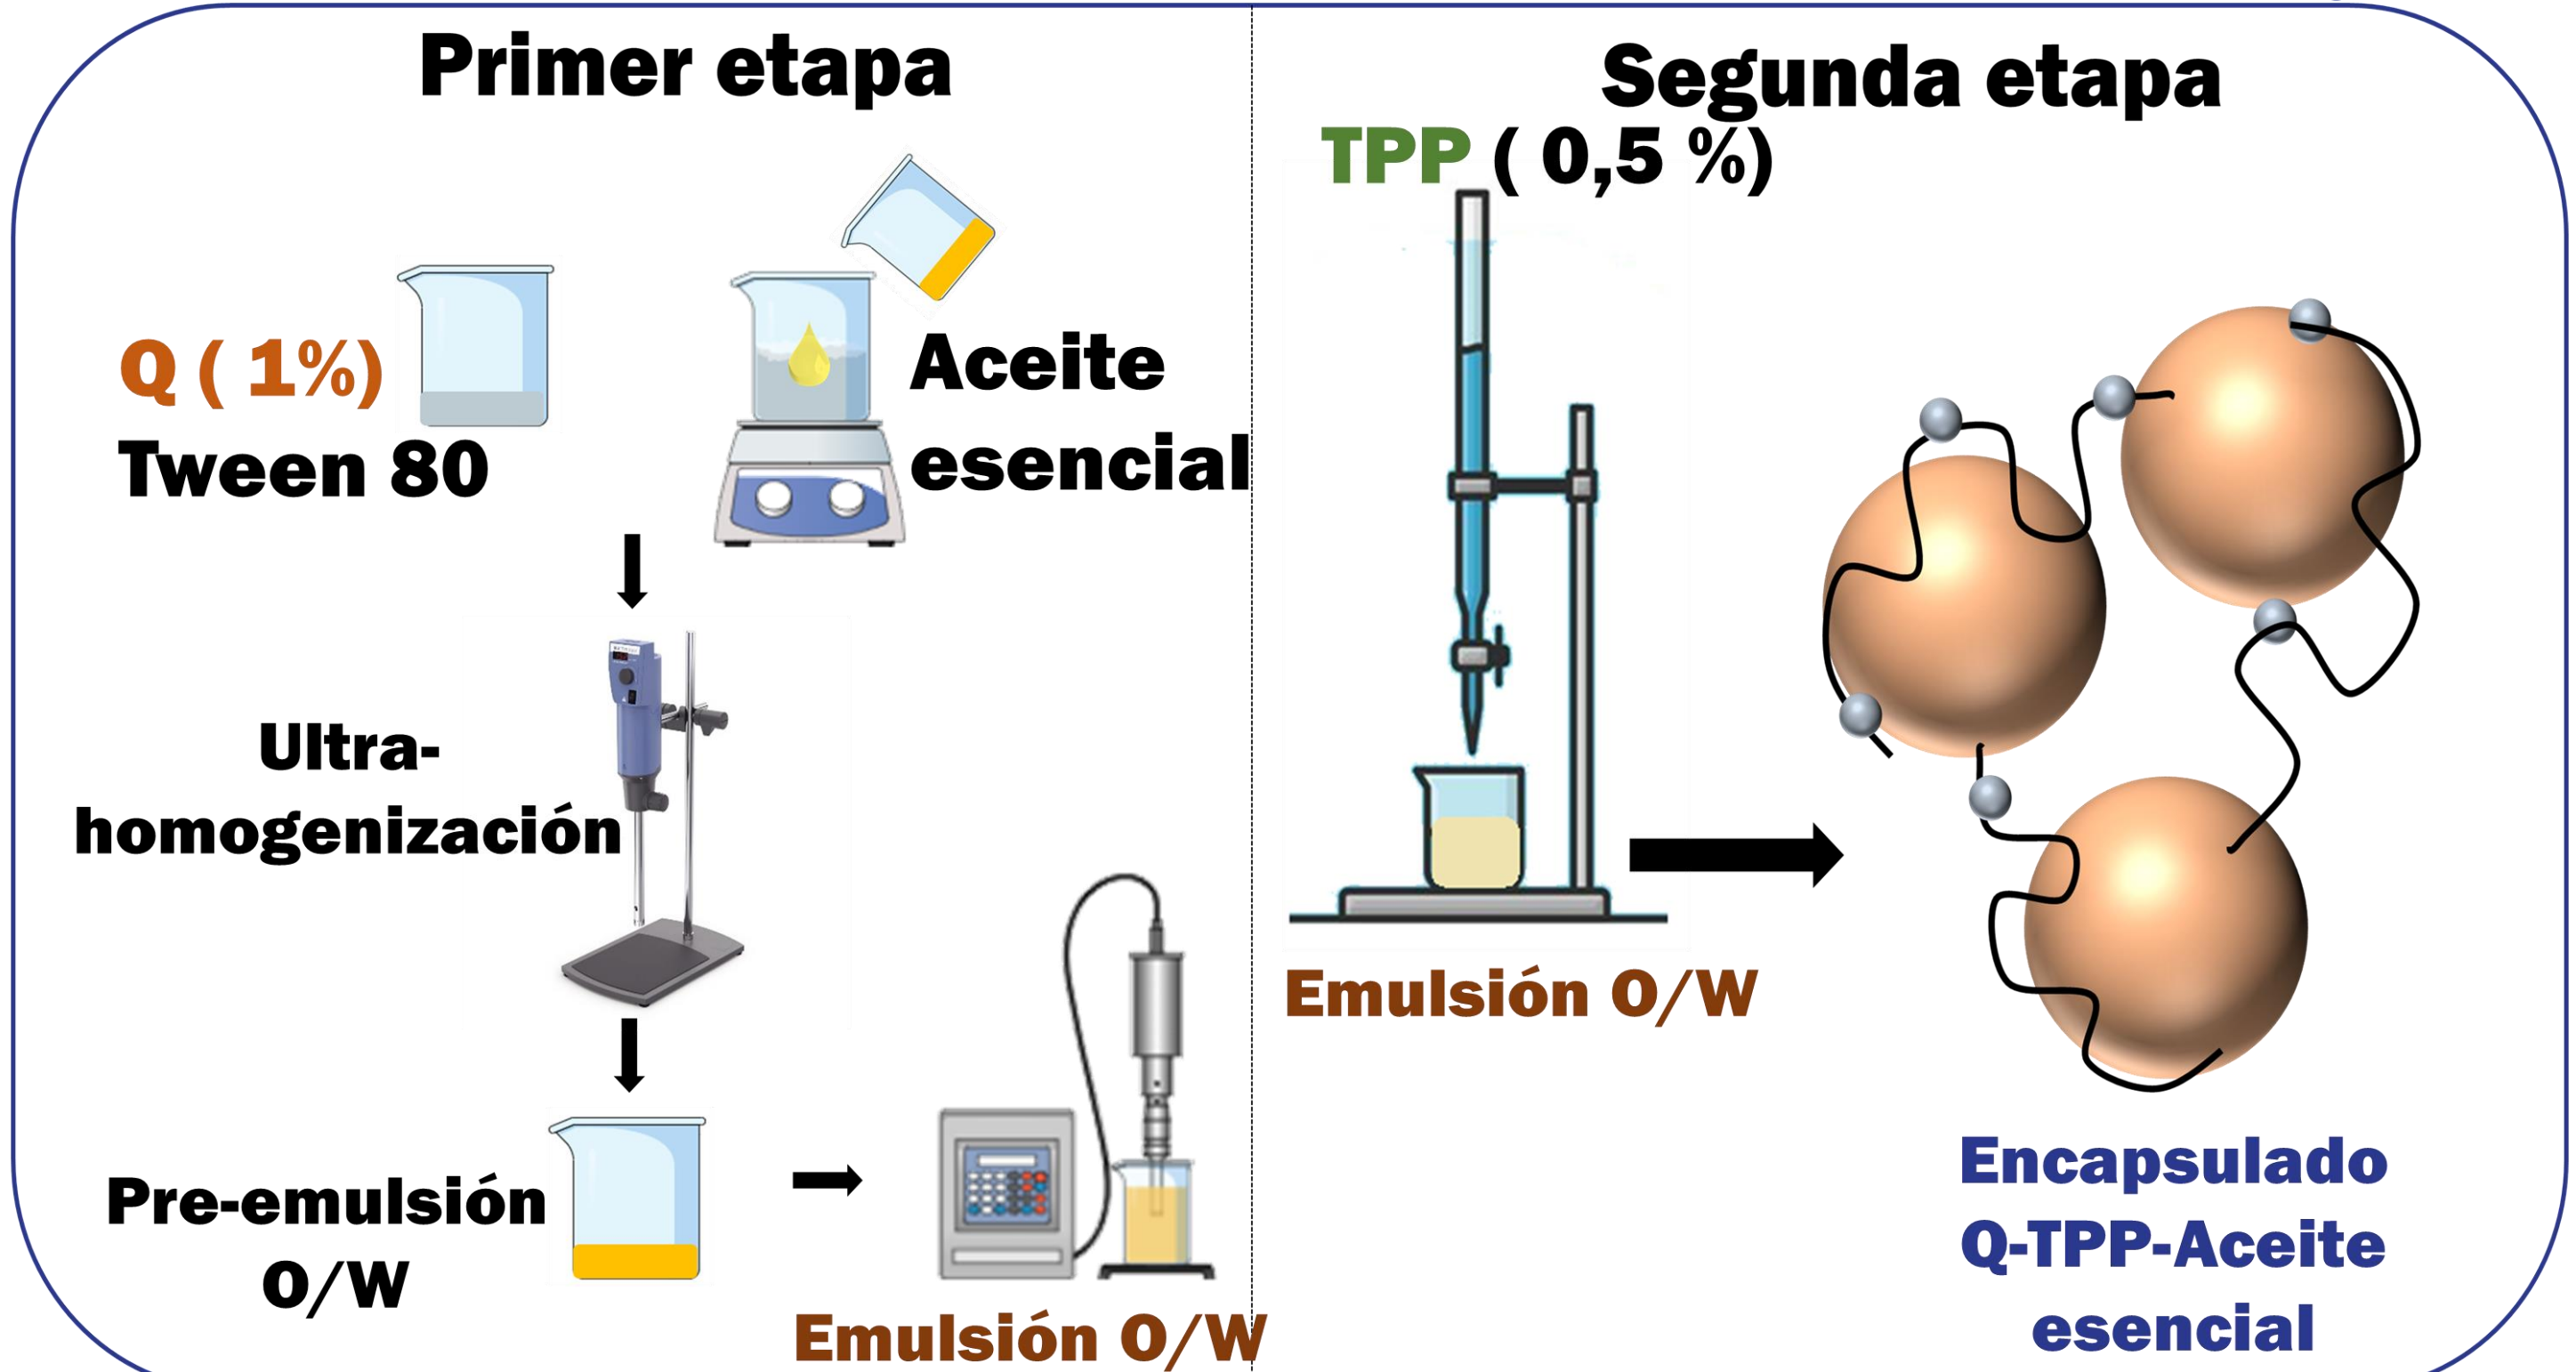 Primer etapa
Q ( 1%)
Tween 80
Aceite
esencial
Ultra-
homogenización
Pre-emulsión
O/W
Emulsión O/W
Segunda etapa
TPP ( 0,5 %)
Emulsión O/W
Encapsulado
Q-TPP-Aceite
esencial